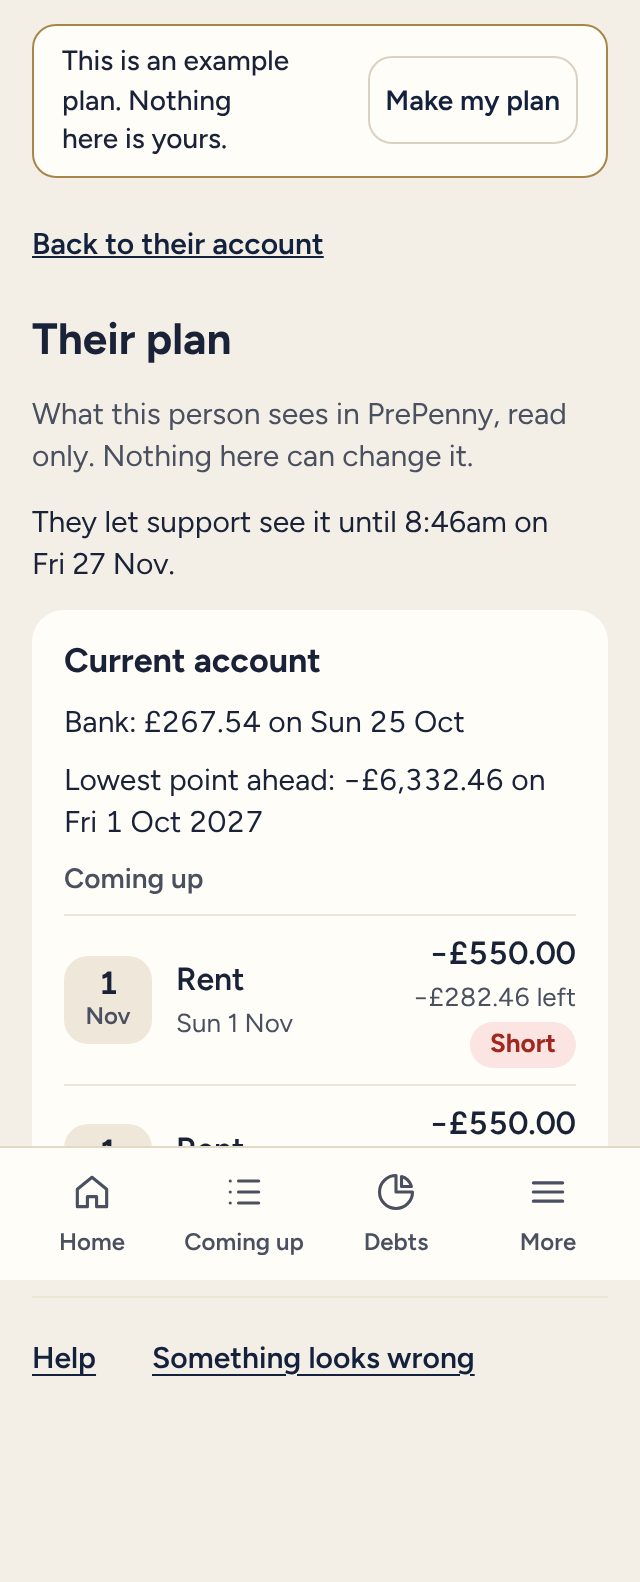 This is an example
plan. Nothing
here is yours.
Make my plan
Back to their account
Their plan
What this person sees in PrePenny, read
only. Nothing here can change it.
They let support see it until 8:46am on
Fri 27 Nov.
Current account
Bank: £267.54 on Sun 25 Oct
Lowest point ahead: −£6,332.46 on
Fri 1 Oct 2027
Coming up
1
Nov
Rent
Sun 1 Nov
−£550.00
−£282.46 left
Short
1
Rent
−£550.00
Home
Coming up
Debts
More
Help
Something looks wrong